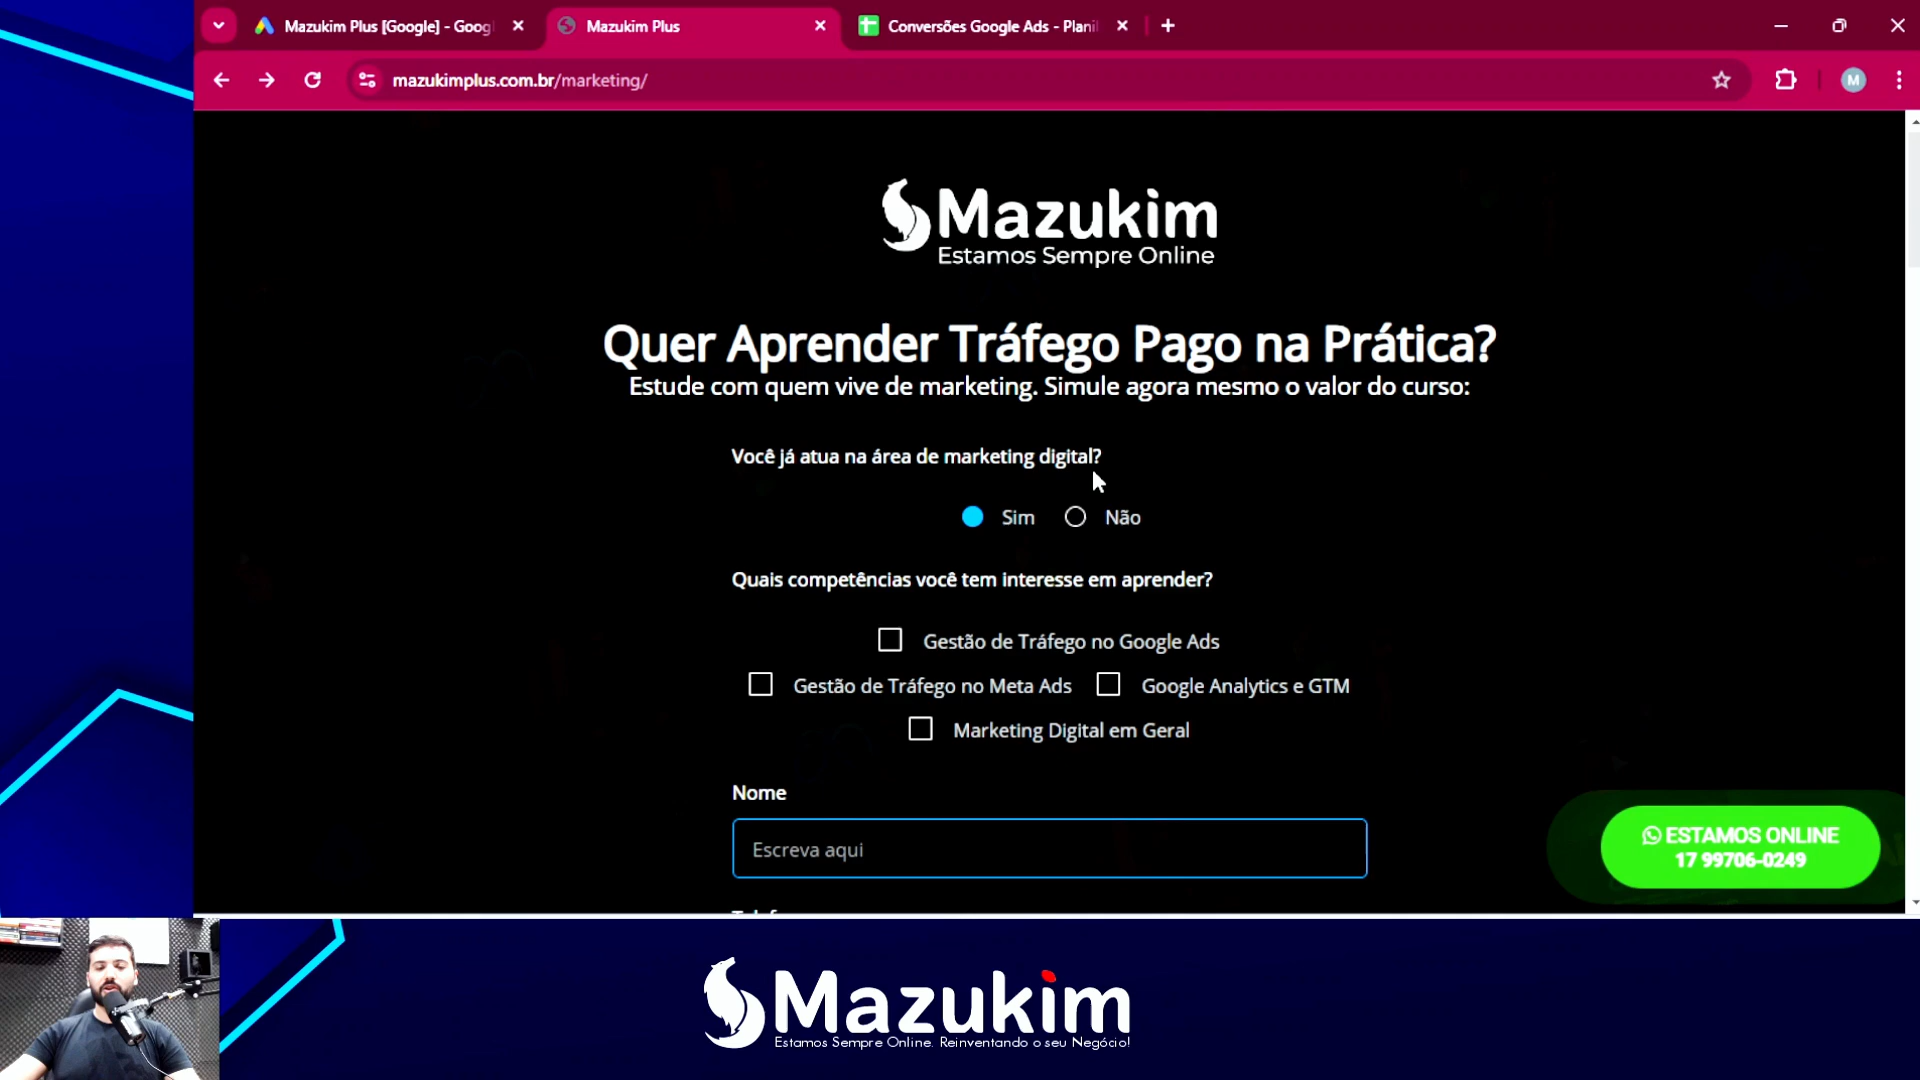 Mazukim Plus [Google] - Goog
Mazukim Plus
Conversões Google Ads - Plani
mazukimplus.com.br/marketing/
M
Mazukim
Estamos Sempre Online
Quer Aprender Tráfego Pago na Prática?
Estude com quem vive de marketing. Simule agora mesmo o valor do curso:
Você já atua na área de marketing digital?
Sim
Não
Quais competências você tem interesse em aprender?
Gestão de Tráfego no Google Ads
Gestão de Tráfego no Meta Ads
Google Analytics e GTM
Marketing Digital em Geral
Nome
Escreva aqui
ESTAMOS ONLINE
17 99706-0249
Mazukim
Estamos Sempre Online. Reinventando o seu Negócio!